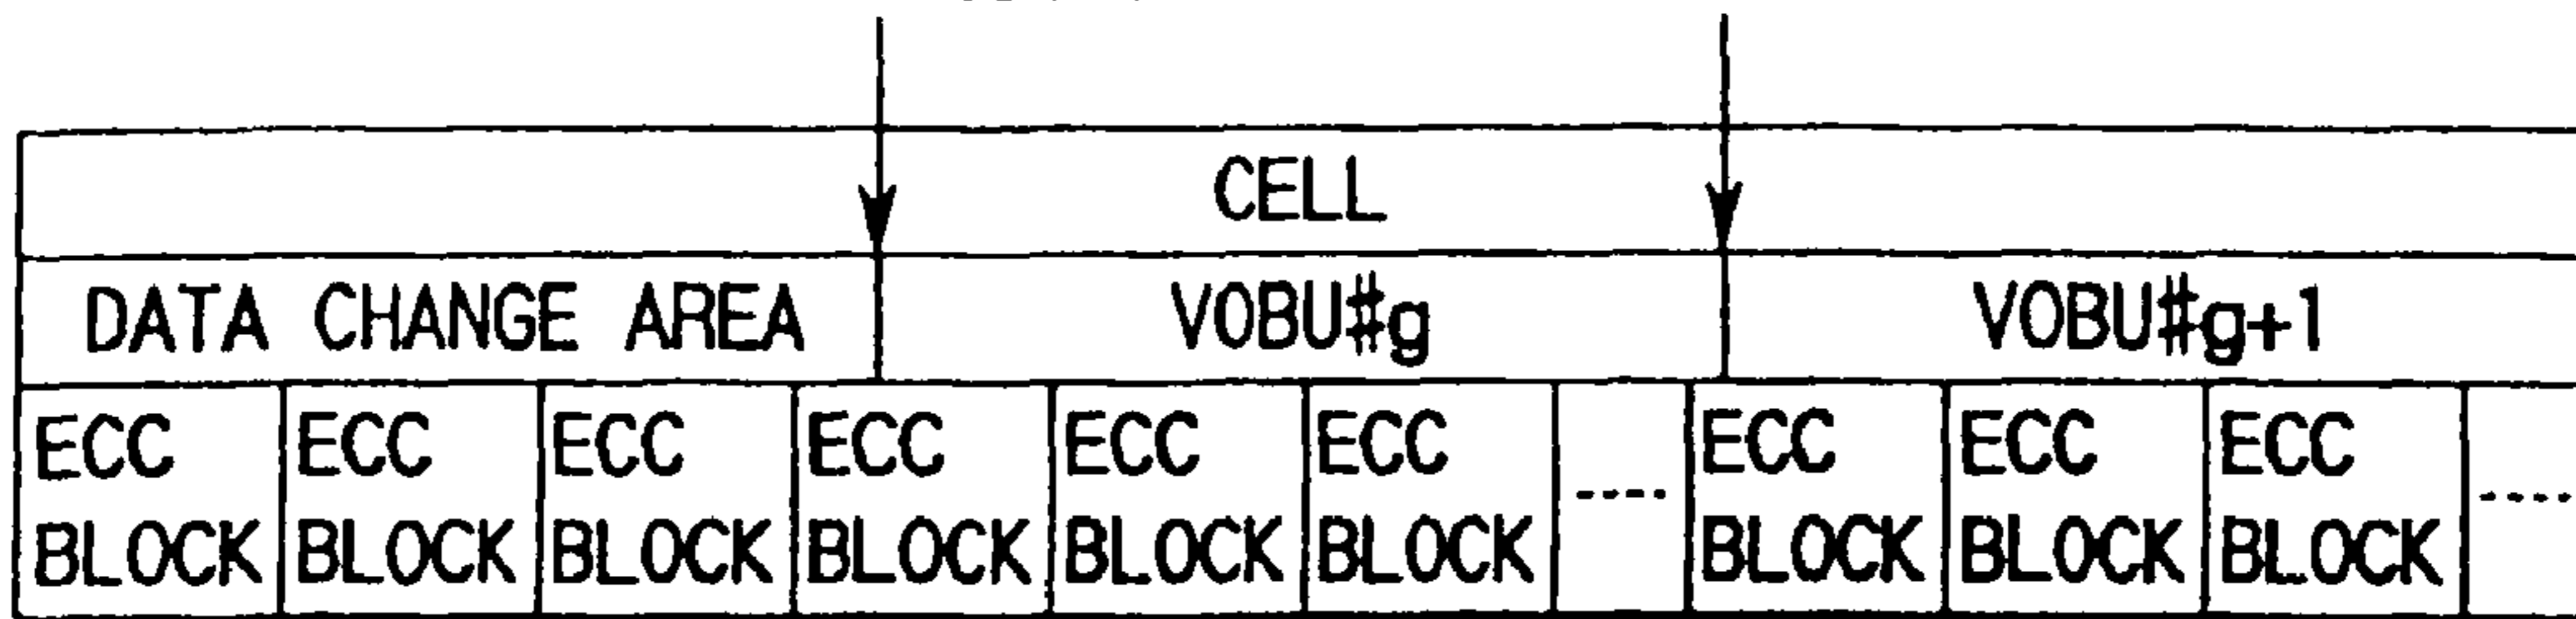 CELL
DATA CHANGE AREA VOBU#g VOBU#g+1
ECC ECC ECC ECC ECC ECC ECC ECC ECC
BLOCK BLOCK BLOCK BLOCK BLOCK BLOCK ---- BLOCK BLOCK BLOCK ----